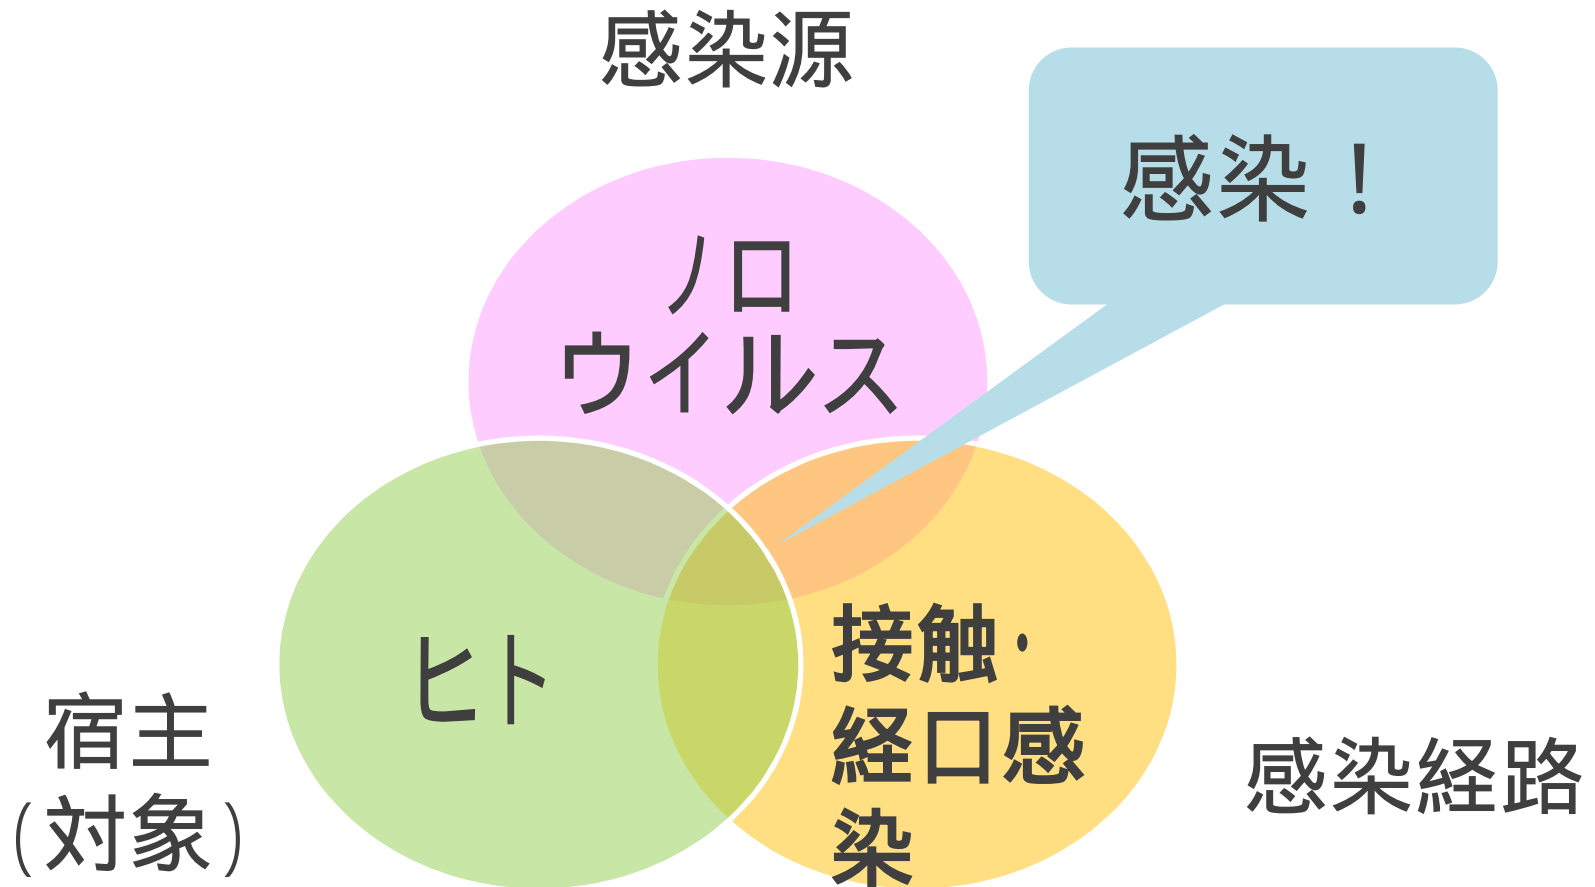 感染源
感染！
ノロ
ウイルス
ヒト
接触・
経口感
染
宿主
(対象)
感染経路